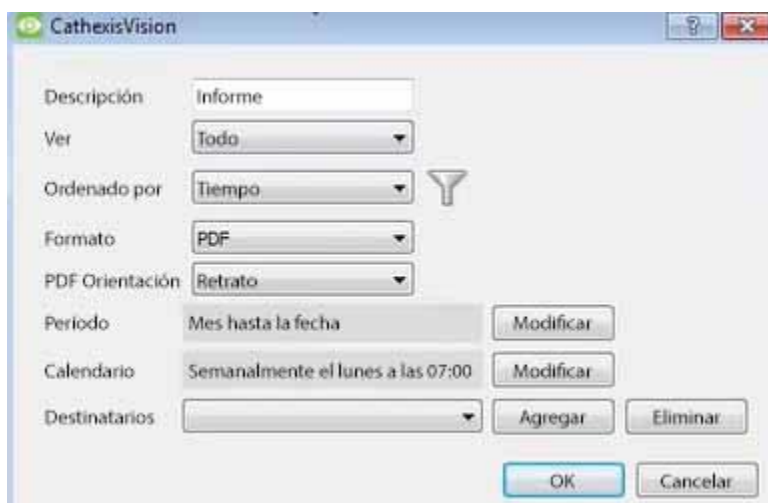 CathexisVision
Descripción Informe
Ver Todo
Ordenado por Tiempo
Formato PDF
PDF Orientación Retrato
Periodo Mes hasta la fecha Modificar
Calendario Semanalmente el lunes a las 07:00 Modificar
Destinatarios Agregar Eliminar
OK Cancelar